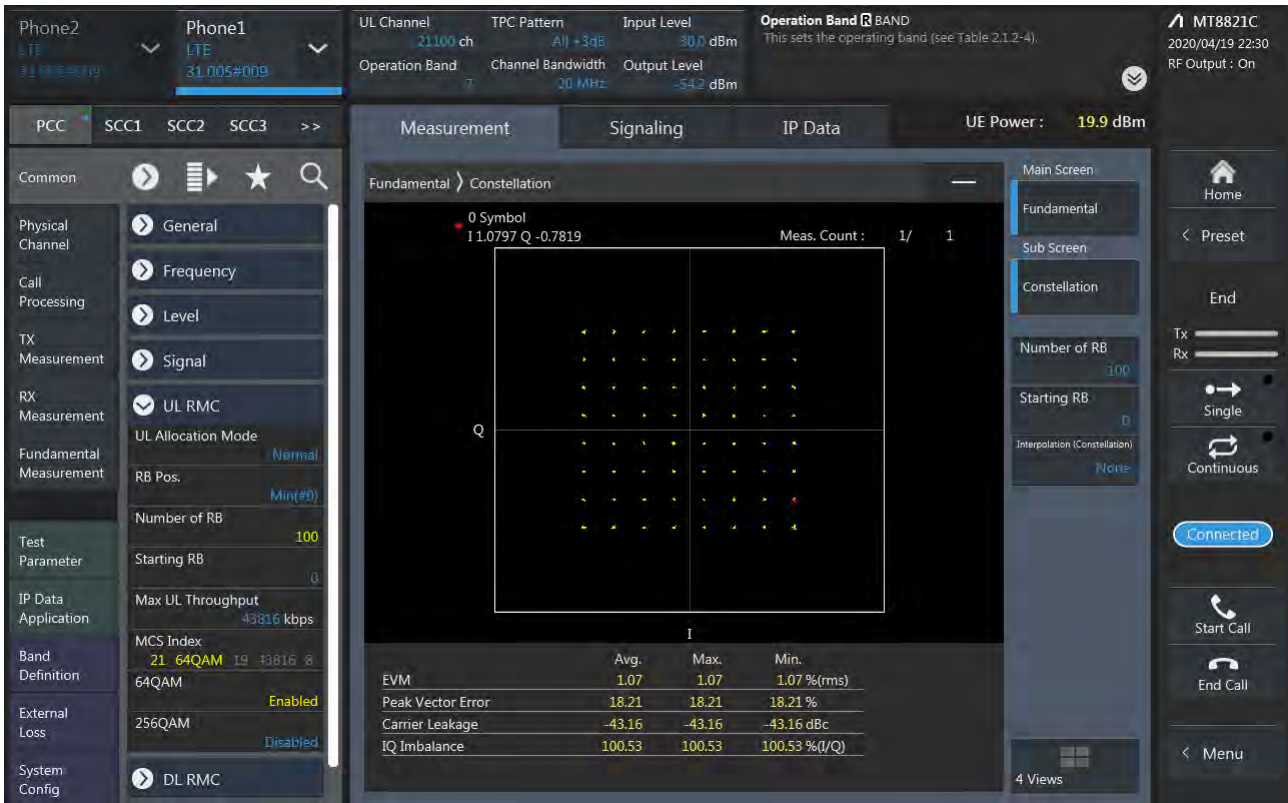 Phone2
LTE
Phone1
LTE
31.005#009
UL Channel
21100 ch
TPC Pattern
All +3dB
Input Level
30.0 dBm
Operation Band
7
Channel Bandwidth
20 MHz
Output Level
-54.2 dBm
Operation Band R BAND
This sets the operating band (see Table 2.1.2-4).
MT8821C
2020/04/19 22:30
RF Output : On
PCC SCC1 SCC2 SCC3 >>
Measurement Signaling IP Data
UE Power : 19.9 dBm
Common
Physical
Channel
Call
Processing
TX
Measurement
RX
Measurement
Fundamental
Measurement
Test
Parameter
IP Data
Application
Band
Definition
External
Loss
System
Config
General
Frequency
Level
Signal
UL RMC
UL Allocation Mode
Normal
RB Pos.
Min(#0)
Number of RB
100
Starting RB
0
Max UL Throughput
43816 kbps
MCS Index
21 64QAM 19 43816 8
64QAM
Enabled
256QAM
Disabled
DL RMC
Fundamental ⟩ Constellation
0 Symbol
I 1.0797 Q -0.7819
Meas. Count : 1/ 1
Q
I
Avg. Max. Min.
EVM 1.07 1.07 1.07 %(rms)
Peak Vector Error 18.21 18.21 18.21 %
Carrier Leakage -43.16 -43.16 -43.16 dBc
IQ Imbalance 100.53 100.53 100.53 %(I/Q)
Main Screen
Fundamental
Sub Screen
Constellation
Number of RB
100
Starting RB
0
Interpolation (Constellation)
None
4 Views
Home
< Preset
End
Tx
Rx
Single
Continuous
Connected
Start Call
End Call
< Menu